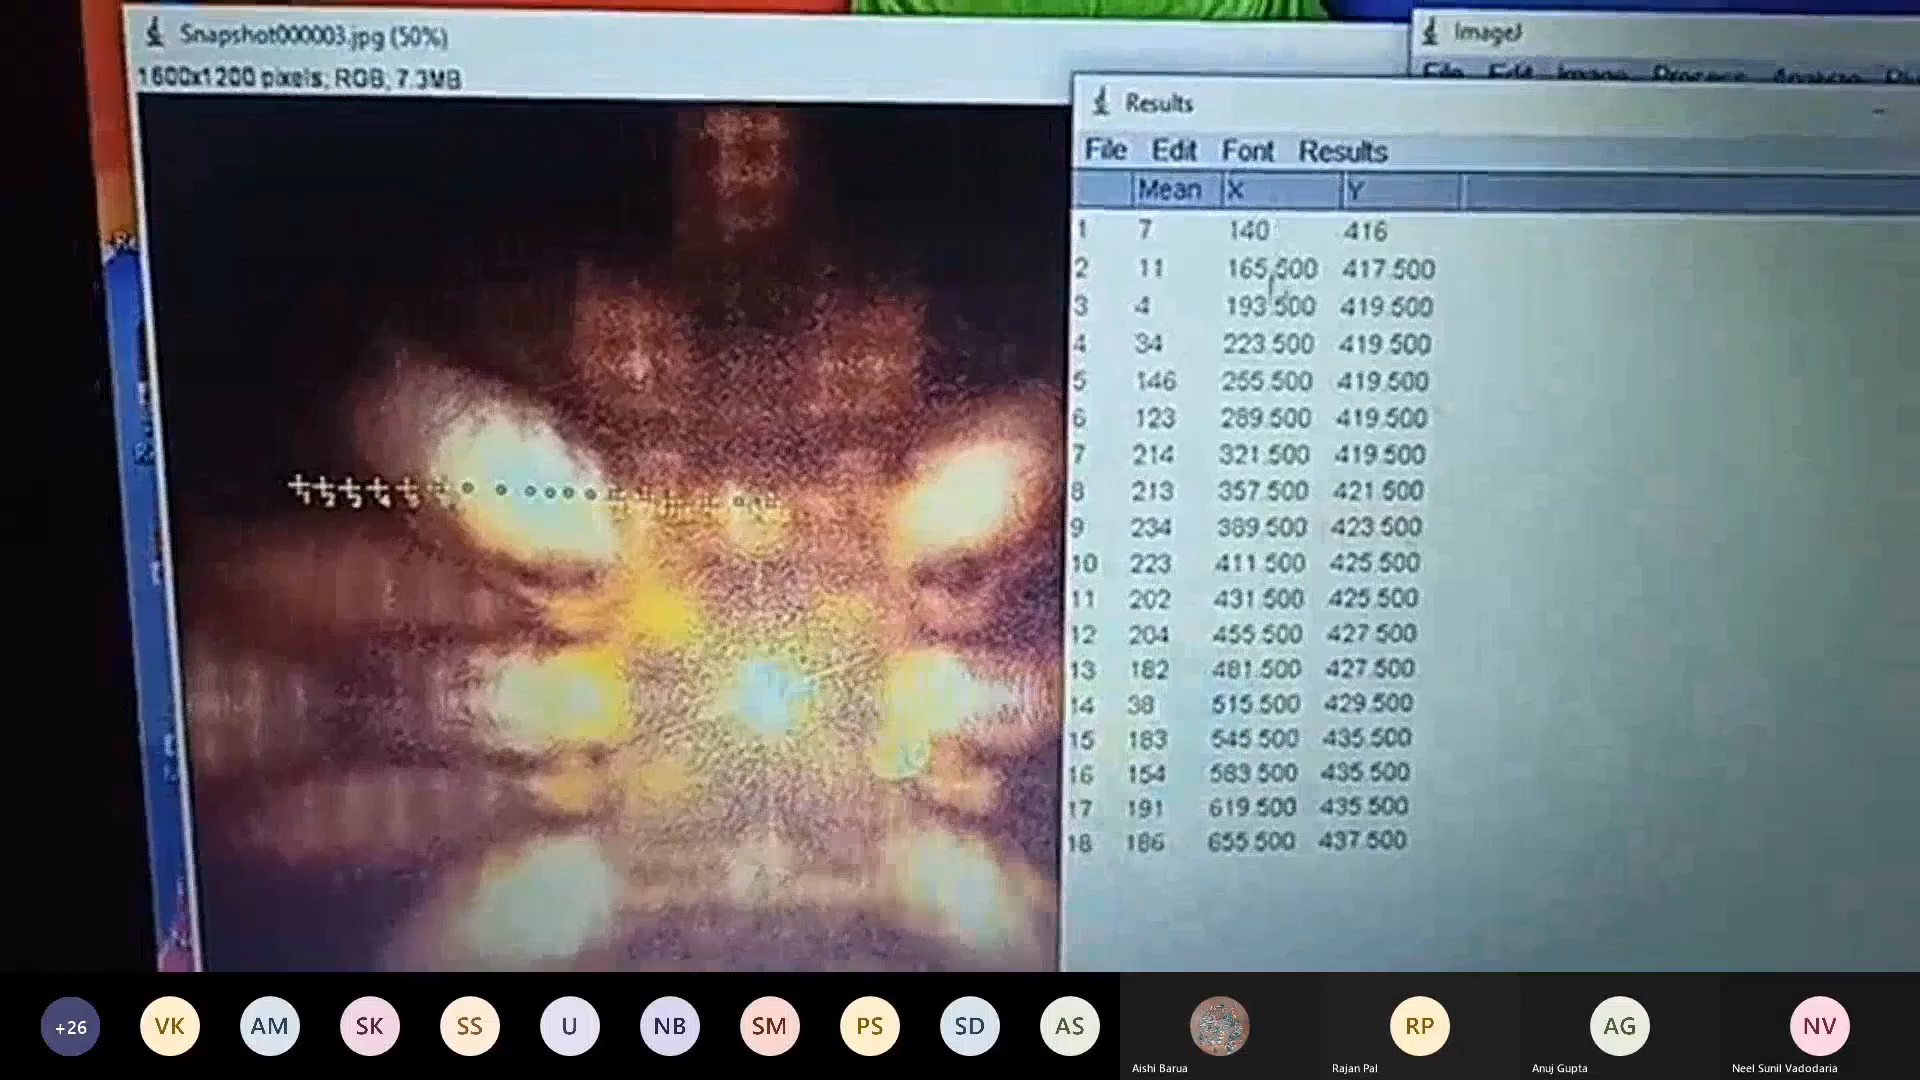 Snapshot000003.jpg (50%)
1600x1200 pixels, RGB, 7.3MB
ImageJ
File Edit Image Process Analyze
Results
File Edit Font Results
Mean X Y
1 7 140 416
2 11 165.500 417.500
3 4 193.500 419.500
4 34 223.500 419.500
5 146 255.500 419.500
6 123 289.500 419.500
7 214 321.500 419.500
8 213 357.500 421.500
9 234 389.500 423.500
10 223 411.500 425.500
11 202 431.500 425.500
12 204 455.500 427.500
13 182 481.500 427.500
14 38 515.500 429.500
15 183 545.500 435.500
16 154 583.500 435.500
17 191 619.500 435.500
18 186 655.500 437.500
+26 VK AM SK SS U NB SM PS SD AS RP AG NV
Aishi Barua Rajan Pal Anuj Gupta Neel Sunil Vadodaria